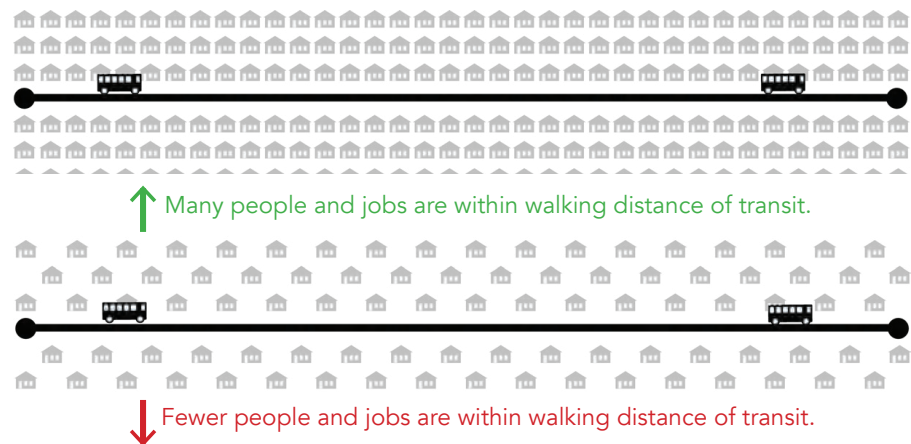 Many people and jobs are within walking distance of transit.
Fewer people and jobs are within walking distance of transit.